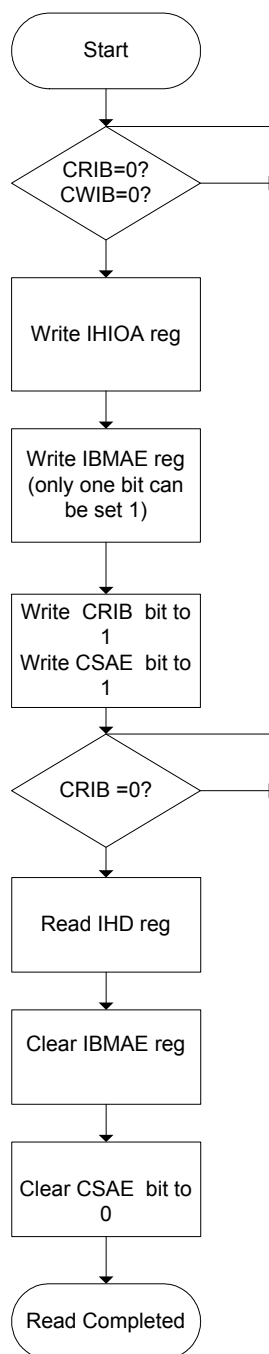 Start
CRIB=0?
CWIB=0?
Write IHIOA reg
Write IBMAE reg
(only one bit can
be set 1)
Write CRIB bit to
1
Write CSAE bit to
1
CRIB =0?
Read IHD reg
Clear IBMAE reg
Clear CSAE bit to
0
Read Completed